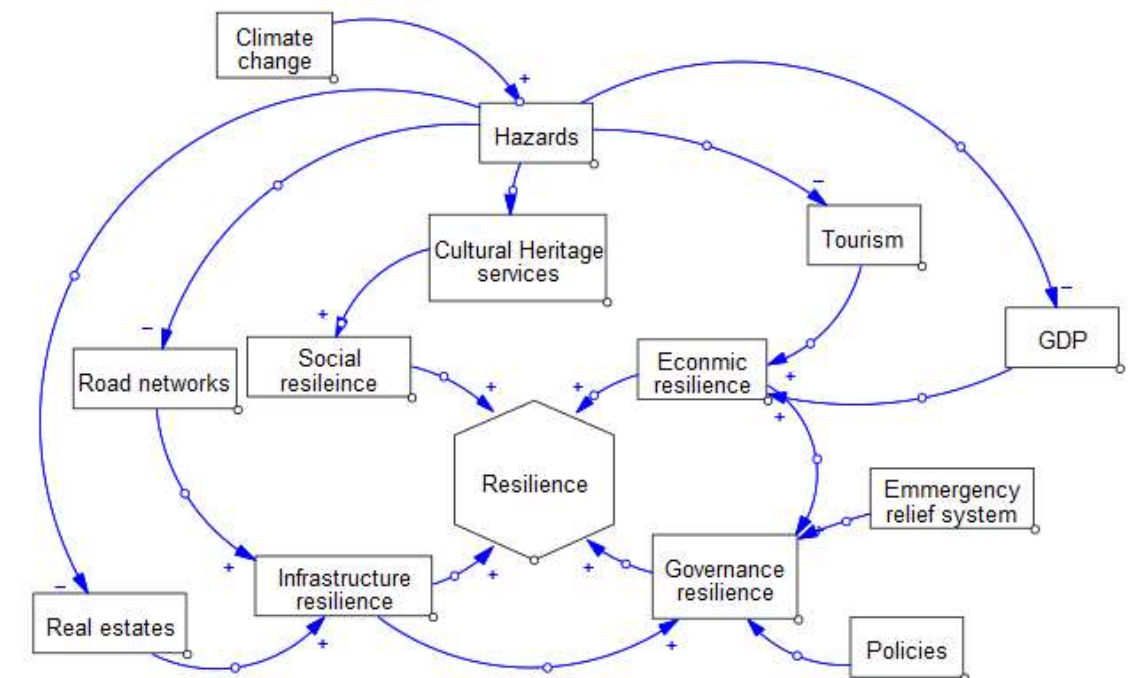 Climate
change
+
Hazards
−
Tourism
Cultural Heritage
services
−
GDP
+
−
Road networks
Social
resileince
Econmic
resilience
+
+
+
+
Resilience
Emmergency
relief system
+
Infrastructure
resilience
+
+
Governance
resilience
+
−
Real estates
+
+
Policies